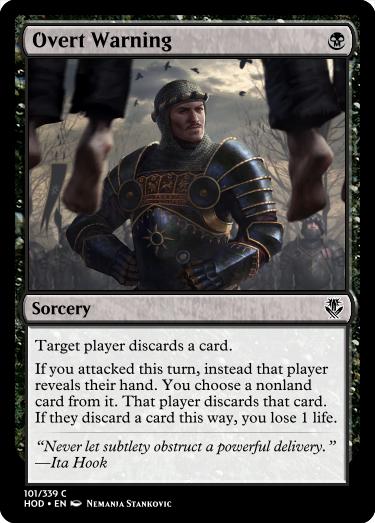 Overt Warning
Sorcery
Target player discards a card.
If you attacked this turn, instead that player
reveals their hand. You choose a nonland
card from it. That player discards that card.
If they discard a card this way, you lose 1 life.
“Never let subtlety obstruct a powerful delivery.”
—Ita Hook
101/339 C
HOD • EN Nemanja Stankovic